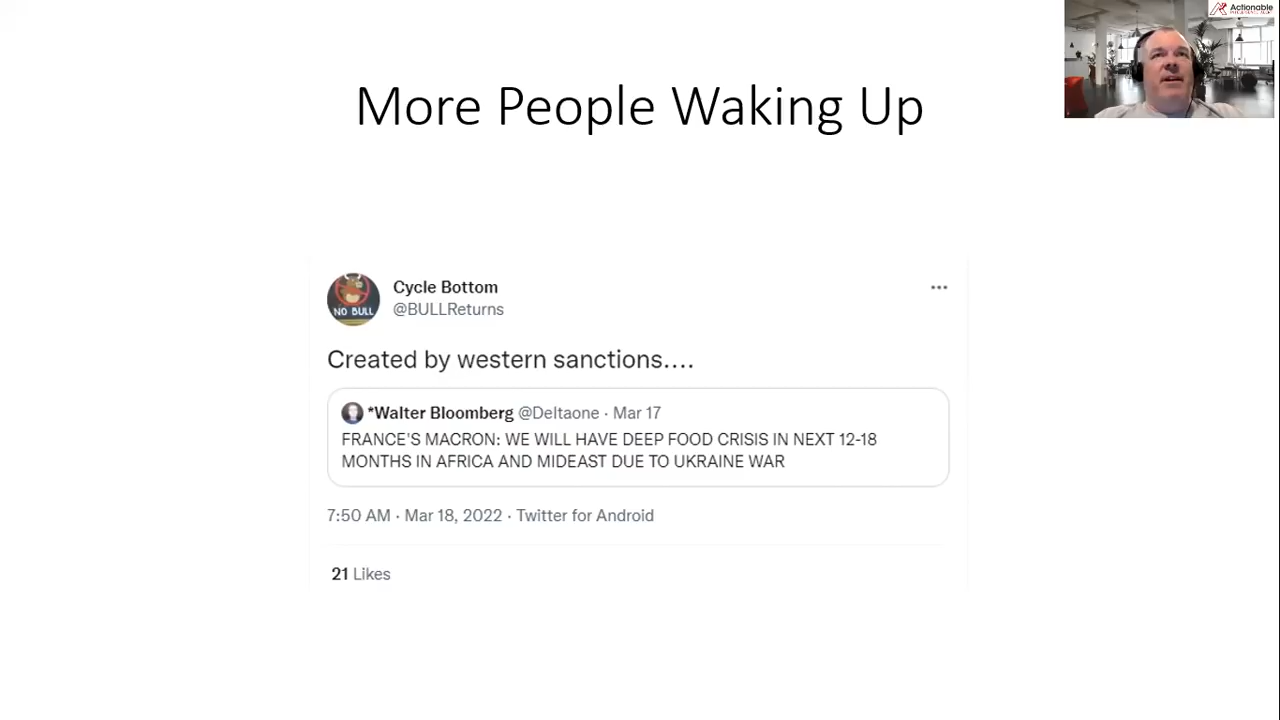 Actionable
More People Waking Up
Cycle Bottom
@BULLReturns
NO BULL
Created by western sanctions....
*Walter Bloomberg @Deltaone · Mar 17
FRANCE'S MACRON: WE WILL HAVE DEEP FOOD CRISIS IN NEXT 12-18
MONTHS IN AFRICA AND MIDEAST DUE TO UKRAINE WAR
7:50 AM · Mar 18, 2022 · Twitter for Android
21 Likes